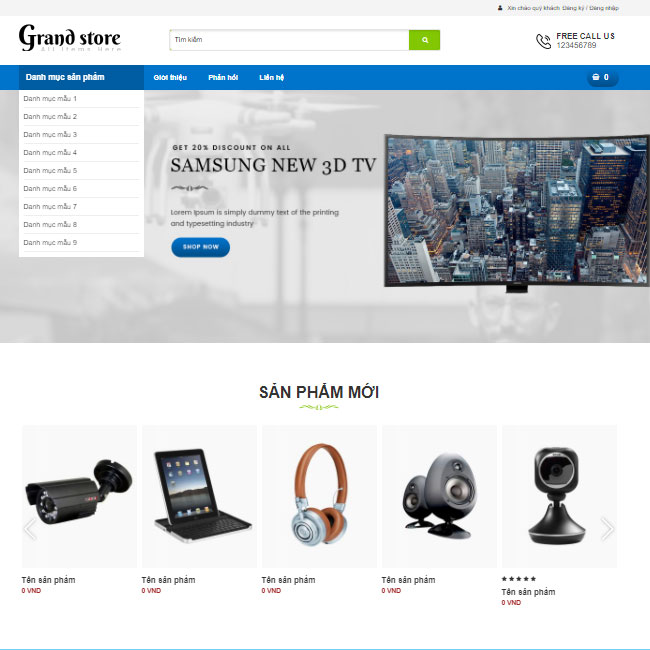 Xin chào quý khách Đăng ký / Đăng nhập
Grand store
All Items Here
Tìm kiếm
FREE CALL US
123456789
Danh mục sản phẩm
Giới thiệu
Phản hồi
Liên hệ
0
Danh mục mẫu 1
Danh mục mẫu 2
Danh mục mẫu 3
Danh mục mẫu 4
Danh mục mẫu 5
Danh mục mẫu 6
Danh mục mẫu 7
Danh mục mẫu 8
Danh mục mẫu 9
GET 20% DISCOUNT ON ALL
SAMSUNG NEW 3D TV
Lorem Ipsum is simply dummy text of the printing
and typesetting industry
SHOP NOW
SẢN PHẨM MỚI
Tên sản phẩm
0 VND
Tên sản phẩm
0 VND
Tên sản phẩm
0 VND
Tên sản phẩm
0 VND
Tên sản phẩm
0 VND